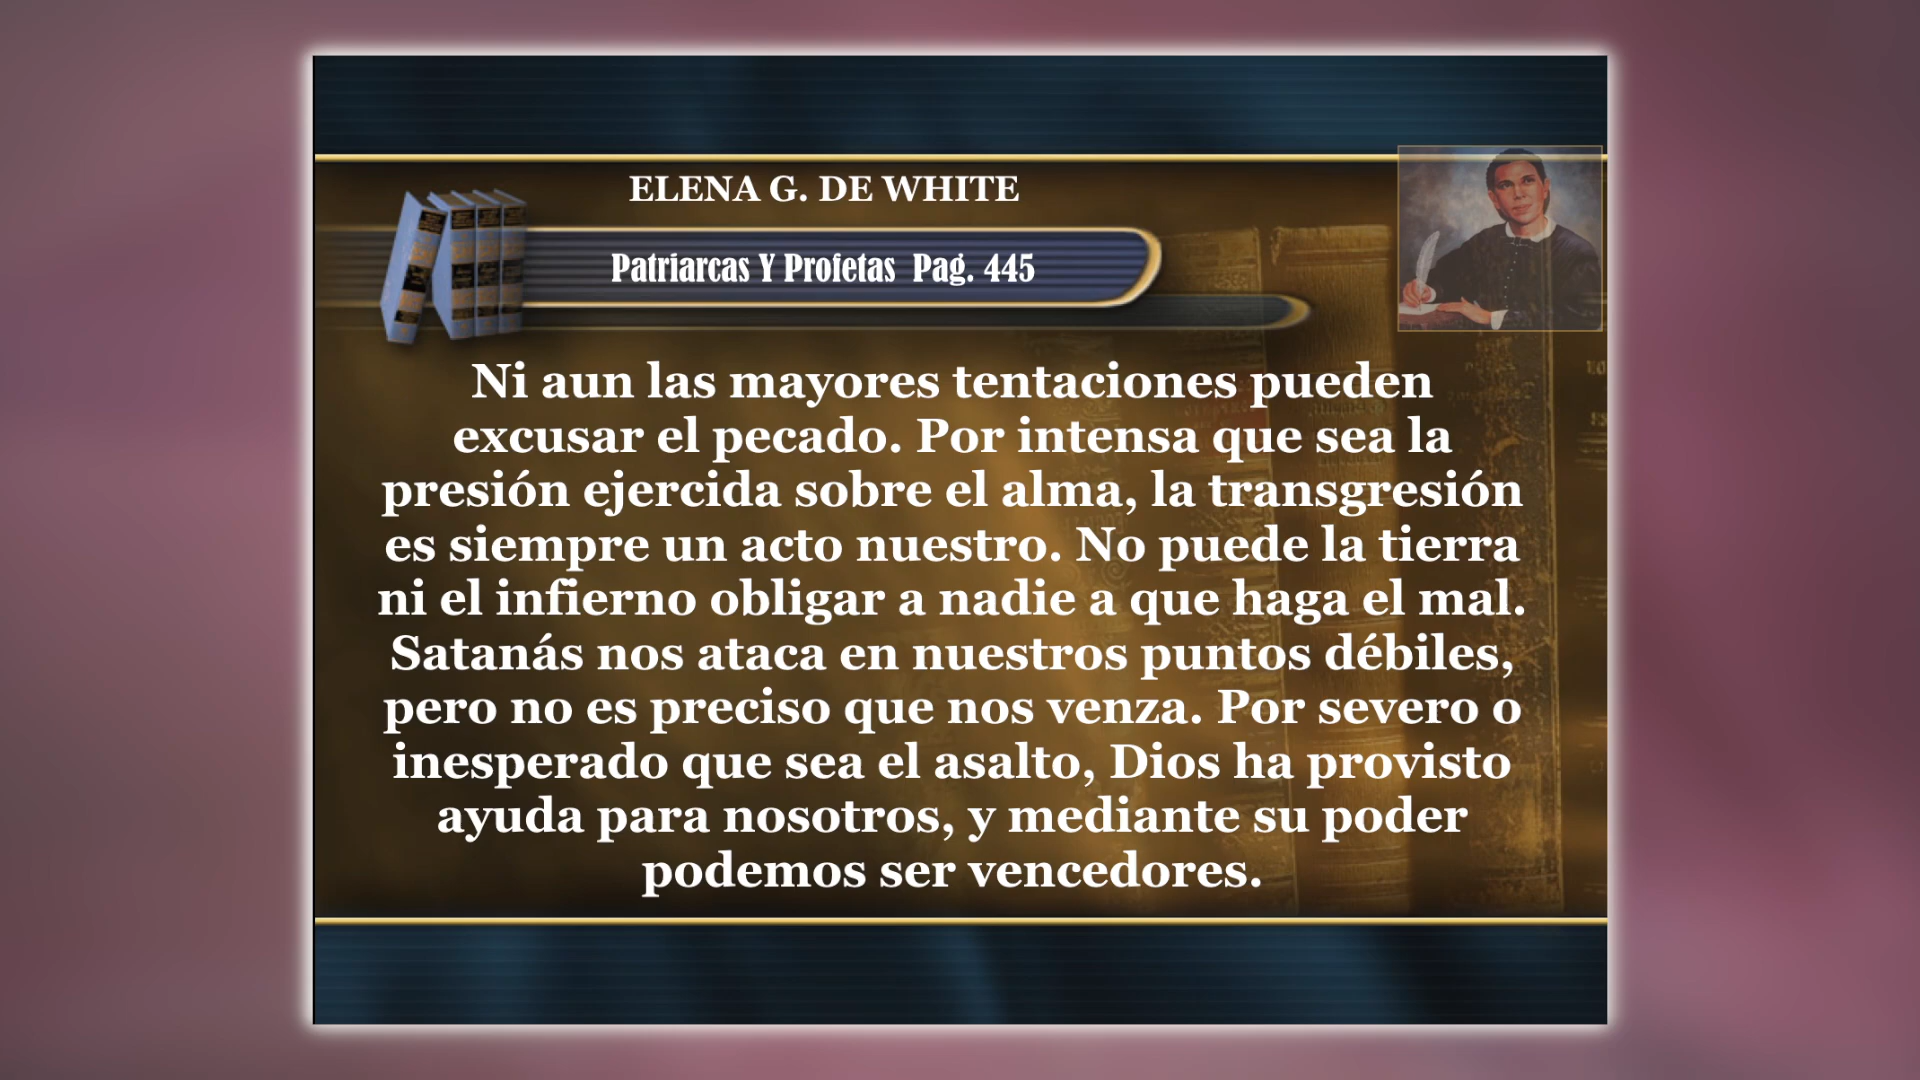 ELENA G. DE WHITE
Patriarcas Y Profetas Pag. 445
Ni aun las mayores tentaciones pueden
excusar el pecado. Por intensa que sea la
presión ejercida sobre el alma, la transgresión
es siempre un acto nuestro. No puede la tierra
ni el infierno obligar a nadie a que haga el mal.
Satanás nos ataca en nuestros puntos débiles,
pero no es preciso que nos venza. Por severo o
inesperado que sea el asalto, Dios ha provisto
ayuda para nosotros, y mediante su poder
podemos ser vencedores.